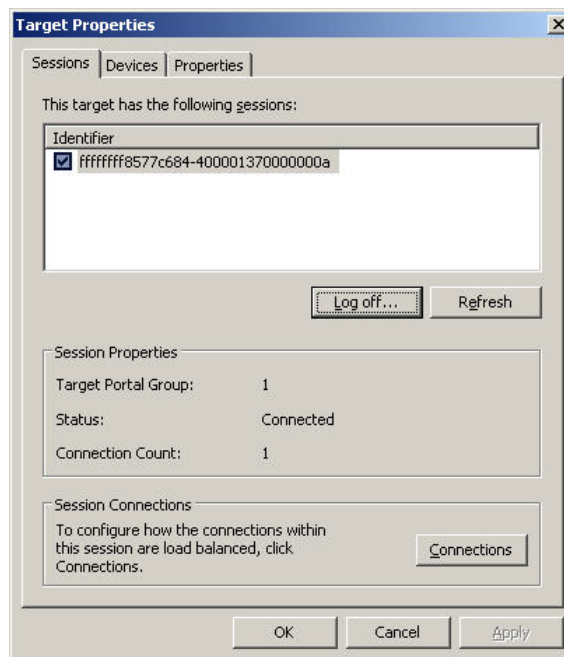 Target Properties
Sessions Devices Properties
This target has the following sessions:
Identifier
ffffffff8577c684-400001370000000a
Log off... Refresh
Session Properties
Target Portal Group: 1
Status: Connected
Connection Count: 1
Session Connections
To configure how the connections within
this session are load balanced, click
Connections.
Connections
OK Cancel Apply